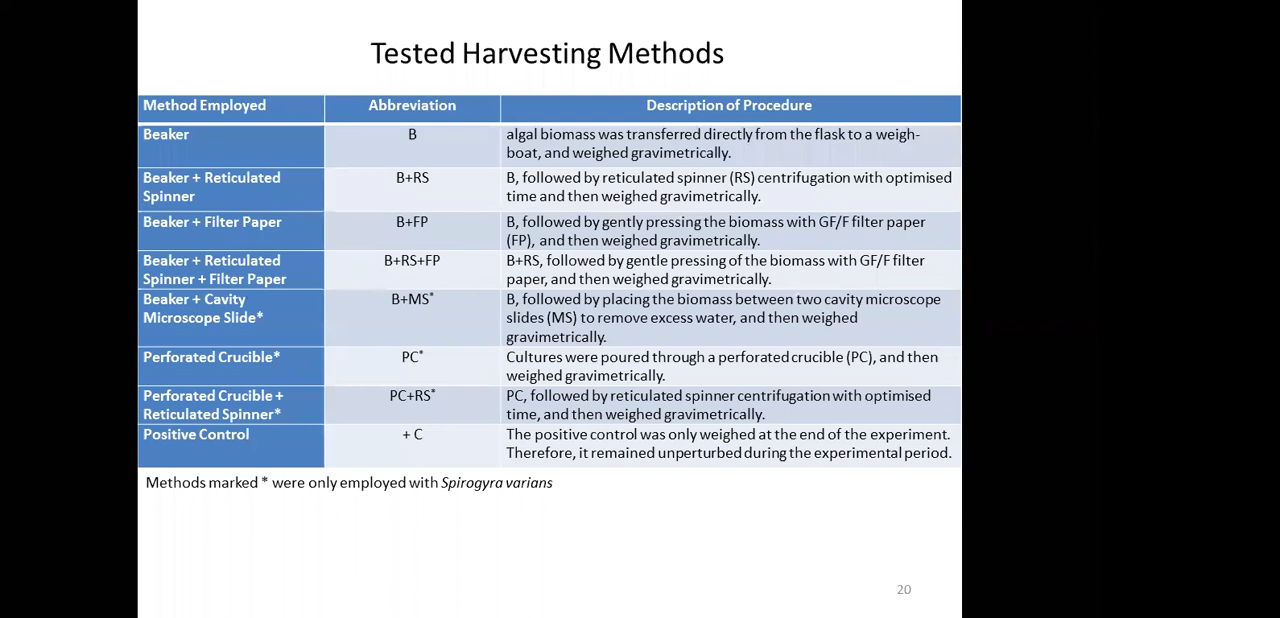 Tested Harvesting Methods
Method Employed
Abbreviation
Description of Procedure
Beaker
B
algal biomass was transferred directly from the flask to a weigh-
boat, and weighed gravimetrically.
Beaker + Reticulated
Spinner
B+RS
B, followed by reticulated spinner (RS) centrifugation with optimised
time and then weighed gravimetrically.
Beaker + Filter Paper
B+FP
B, followed by gently pressing the biomass with GF/F filter paper
(FP), and then weighed gravimetrically.
Beaker + Reticulated
Spinner + Filter Paper
B+RS+FP
B+RS, followed by gentle pressing of the biomass with GF/F filter
paper, and then weighed gravimetrically.
Beaker + Cavity
Microscope Slide*
B+MS*
B, followed by placing the biomass between two cavity microscope
slides (MS) to remove excess water, and then weighed
gravimetrically.
Perforated Crucible*
PC*
Cultures were poured through a perforated crucible (PC), and then
weighed gravimetrically.
Perforated Crucible +
Reticulated Spinner*
PC+RS*
PC, followed by reticulated spinner centrifugation with optimised
time, and then weighed gravimetrically.
Positive Control
+ C
The positive control was only weighed at the end of the experiment.
Therefore, it remained unperturbed during the experimental period.
Methods marked * were only employed with Spirogyra varians
20